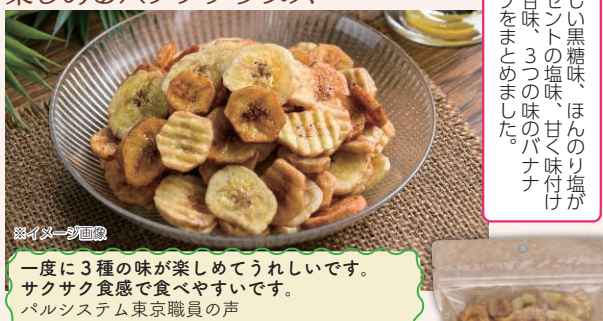 楽しめるバナナチップス
しい黒糖味、ほんのり塩が
セントの塩味、甘く味付け
甘味、3つの味のバナナ
プをまとめました。
※イメージ画像
一度に3種の味が楽しめてうれしいです。
サクサク食感で食べやすいです。
パルシステム東京職員の声